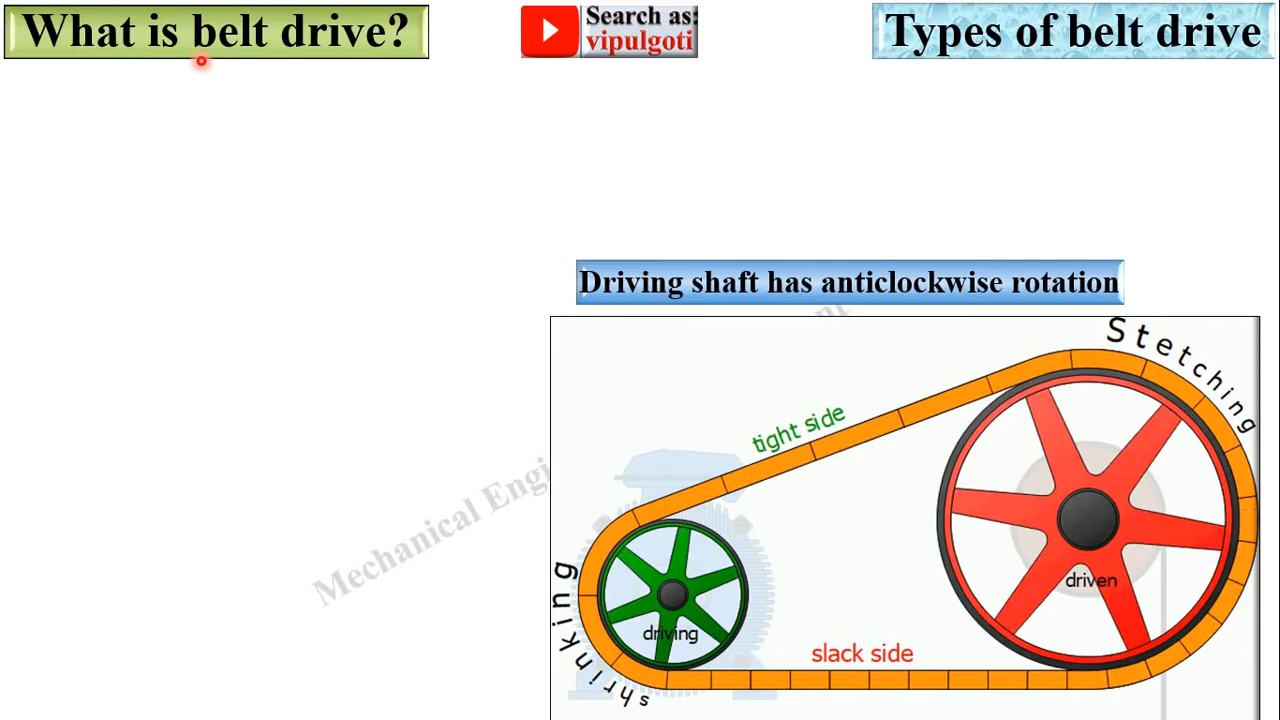 What is belt drive?
Search as:
vipulgoti
Types of belt drive
Driving shaft has anticlockwise rotation
Stetching
tight side
shrinking
driving
driven
slack side
Mechanical Engi